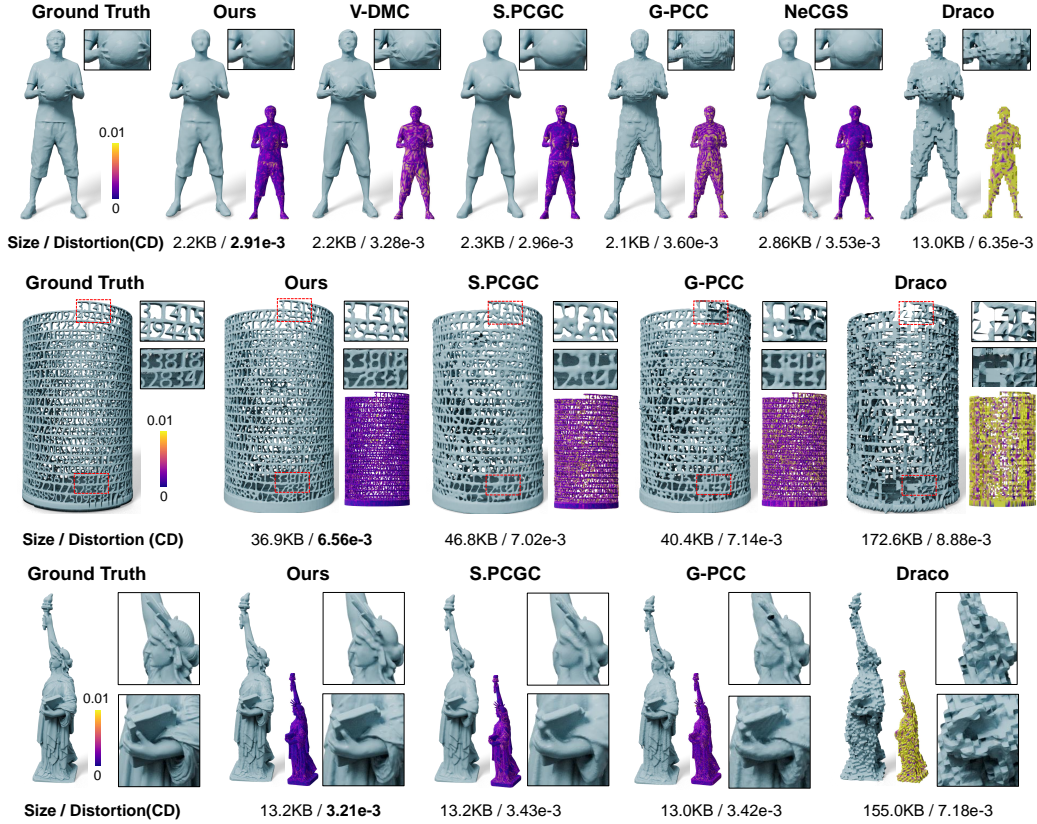 Ground Truth Ours V-DMC S.PCGC G-PCC NeCGS Draco
0.01
0
Size / Distortion(CD) 2.2KB / 2.91e-3 2.2KB / 3.28e-3 2.3KB / 2.96e-3 2.1KB / 3.60e-3 2.86KB / 3.53e-3 13.0KB / 6.35e-3
Ground Truth Ours S.PCGC G-PCC Draco
0.01
0
Size / Distortion (CD) 36.9KB / 6.56e-3 46.8KB / 7.02e-3 40.4KB / 7.14e-3 172.6KB / 8.88e-3
Ground Truth Ours S.PCGC G-PCC Draco
0.01
0
Size / Distortion(CD) 13.2KB / 3.21e-3 13.2KB / 3.43e-3 13.0KB / 3.42e-3 155.0KB / 7.18e-3